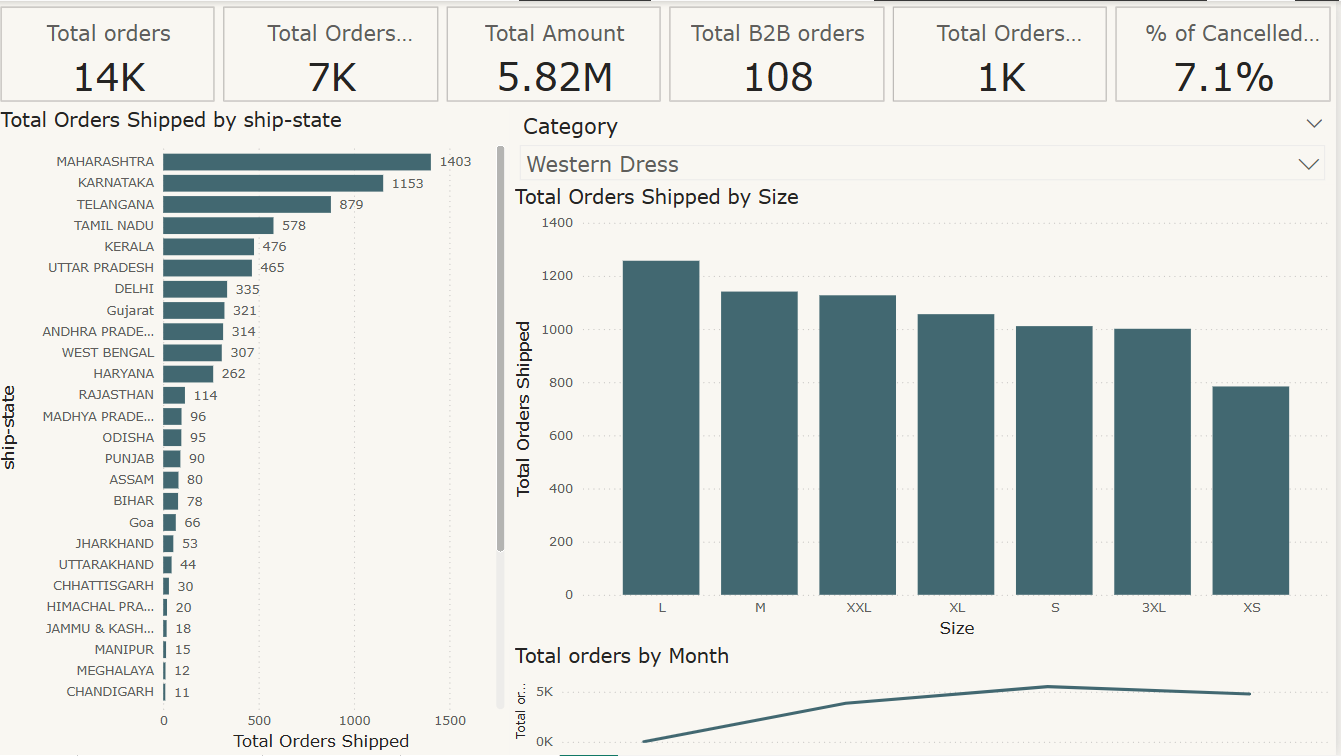 Total orders
14K
Total Orders...
7K
Total Amount
5.82M
Total B2B orders
108
Total Orders...
1K
% of Cancelled...
7.1%
Total Orders Shipped by ship-state
ship-state
MAHARASHTRA 1403
KARNATAKA 1153
TELANGANA 879
TAMIL NADU 578
KERALA 476
UTTAR PRADESH 465
DELHI 335
Gujarat 321
ANDHRA PRADE... 314
WEST BENGAL 307
HARYANA 262
RAJASTHAN 114
MADHYA PRADE... 96
ODISHA 95
PUNJAB 90
ASSAM 80
BIHAR 78
Goa 66
JHARKHAND 53
UTTARAKHAND 44
CHHATTISGARH 30
HIMACHAL PRA... 20
JAMMU & KASH... 18
MANIPUR 15
MEGHALAYA 12
CHANDIGARH 11
0 500 1000 1500
Total Orders Shipped
Category
Western Dress
Total Orders Shipped by Size
Total Orders Shipped
1400
1200
1000
800
600
400
200
0
L M XXL XL S 3XL XS
Size
Total orders by Month
Total or...
5K
0K